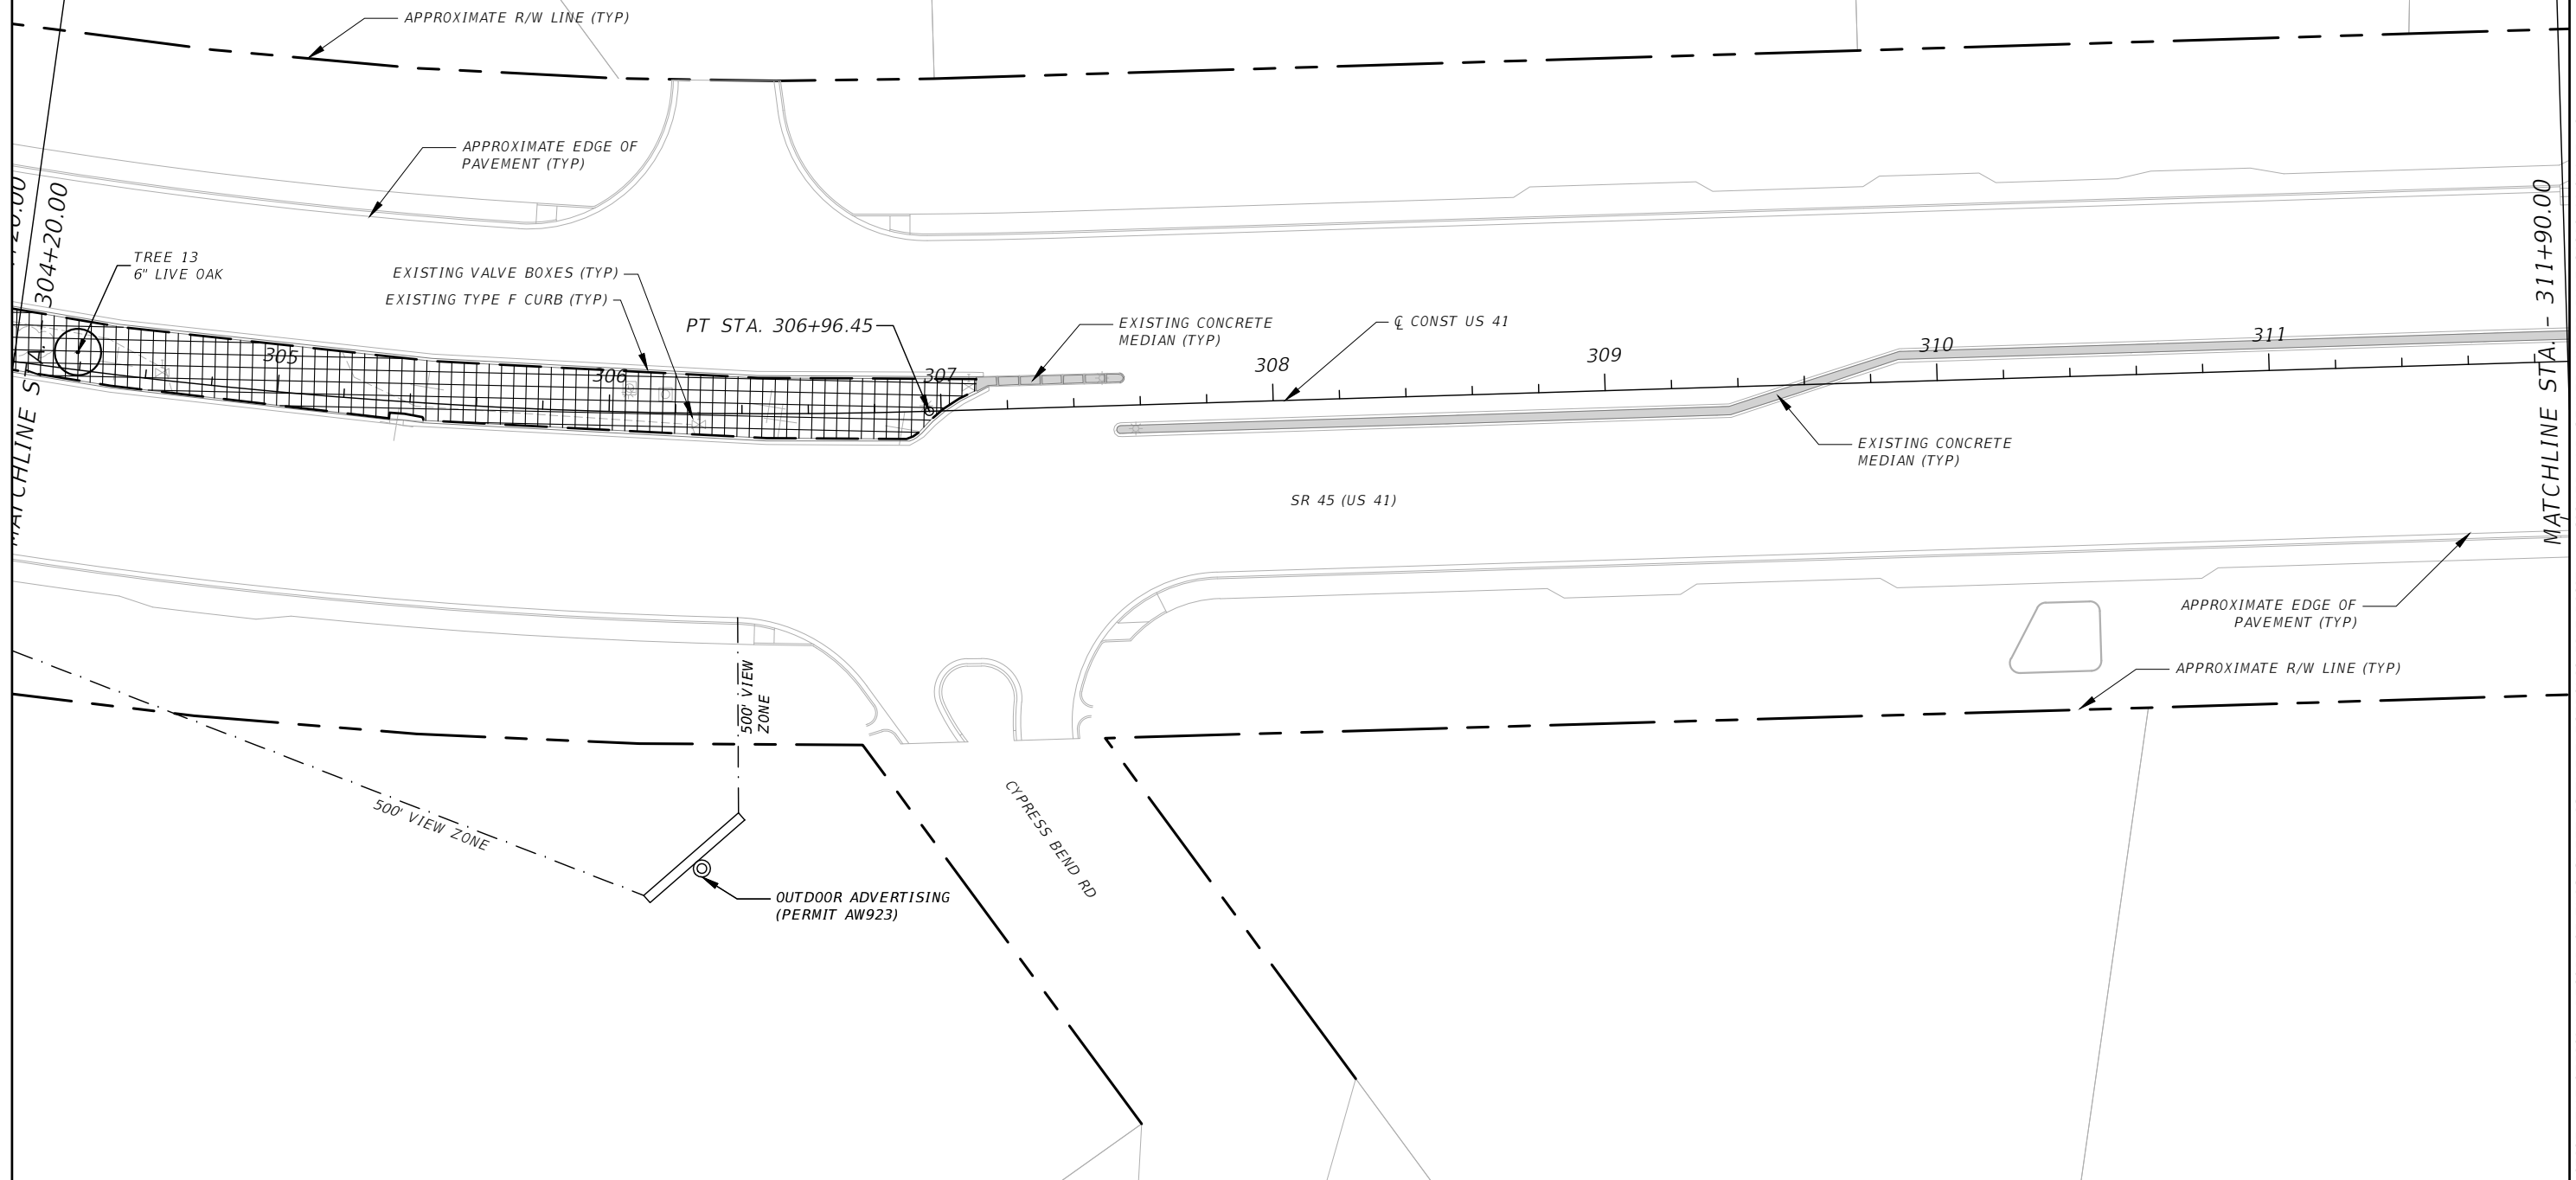 APPROXIMATE R/W LINE (TYP)
APPROXIMATE EDGE OF
PAVEMENT (TYP)
TREE 13
6" LIVE OAK
EXISTING VALVE BOXES (TYP)
EXISTING TYPE F CURB (TYP)
PT STA. 306+96.45
EXISTING CONCRETE
MEDIAN (TYP)
℄ CONST US 41
305
306
307
308
309
310
311
MATCHLINE STA. 304+20.00
MATCHLINE STA. - 311+90.00
EXISTING CONCRETE
MEDIAN (TYP)
SR 45 (US 41)
APPROXIMATE EDGE OF
PAVEMENT (TYP)
APPROXIMATE R/W LINE (TYP)
500' VIEW
ZONE
500' VIEW ZONE
CYPRESS BEND RD
OUTDOOR ADVERTISING
(PERMIT AW923)